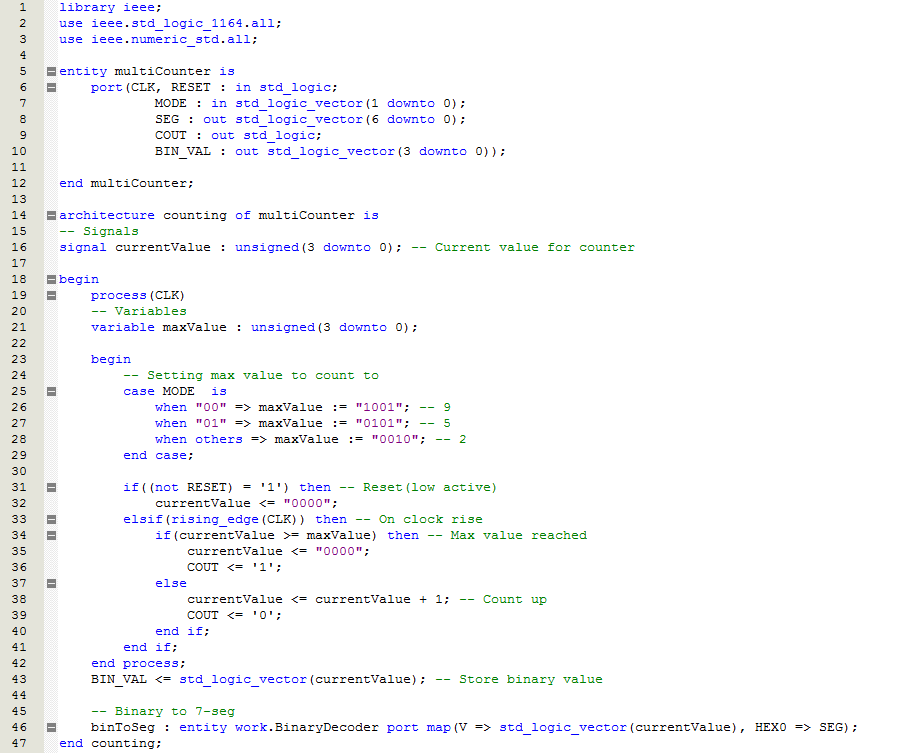 1 library ieee;
2 use ieee.std_logic_1164.all;
3 use ieee.numeric_std.all;
4
5 entity multiCounter is
6 port(CLK, RESET : in std_logic;
7 MODE : in std_logic_vector(1 downto 0);
8 SEG : out std_logic_vector(6 downto 0);
9 COUT : out std_logic;
10 BIN_VAL : out std_logic_vector(3 downto 0));
11
12 end multiCounter;
13
14 architecture counting of multiCounter is
15 -- Signals
16 signal currentValue : unsigned(3 downto 0); -- Current value for counter
17
18 begin
19 process(CLK)
20 -- Variables
21 variable maxValue : unsigned(3 downto 0);
22
23 begin
24 -- Setting max value to count to
25 case MODE  is
26 when "00" => maxValue := "1001"; -- 9
27 when "01" => maxValue := "0101"; -- 5
28 when others => maxValue := "0010"; -- 2
29 end case;
30
31 if((not RESET) = '1') then -- Reset(low active)
32 currentValue <= "0000";
33 elsif(rising_edge(CLK)) then -- On clock rise
34 if(currentValue >= maxValue) then -- Max value reached
35 currentValue <= "0000";
36 COUT <= '1';
37 else
38 currentValue <= currentValue + 1; -- Count up
39 COUT <= '0';
40 end if;
41 end if;
42 end process;
43 BIN_VAL <= std_logic_vector(currentValue); -- Store binary value
44
45 -- Binary to 7-seg
46 binToSeg : entity work.BinaryDecoder port map(V => std_logic_vector(currentValue), HEX0 => SEG);
47 end counting;